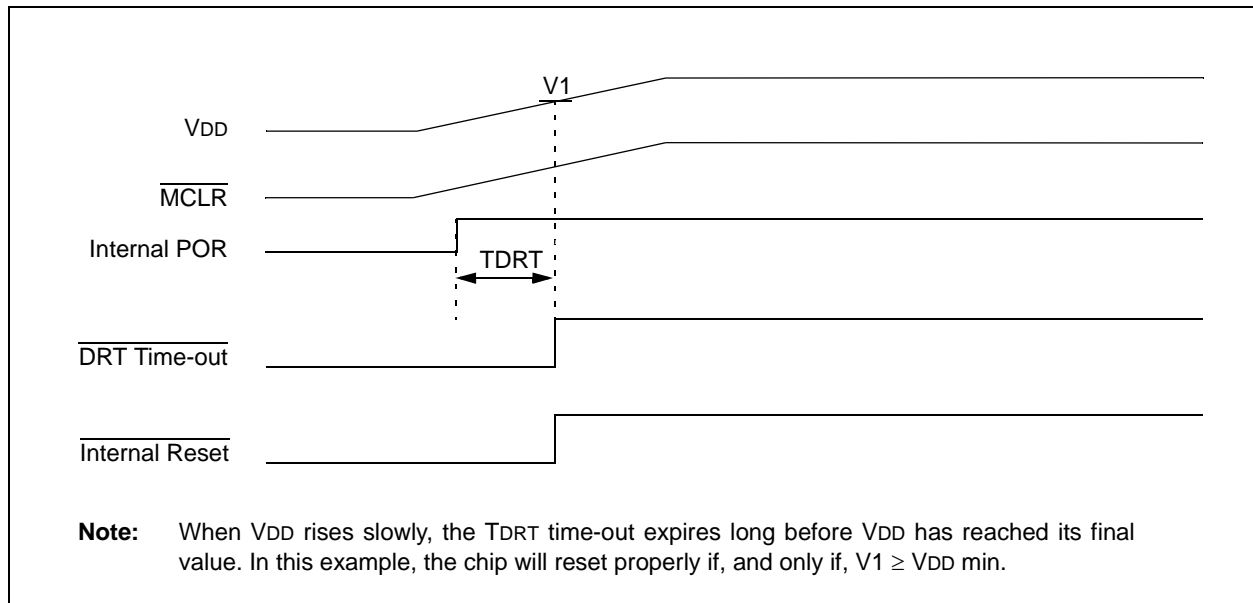 V1
VDD
MCLR
Internal POR
TDRT
DRT Time-out
Internal Reset
Note: When VDD rises slowly, the TDRT time-out expires long before VDD has reached its final
value. In this example, the chip will reset properly if, and only if, V1 ≥ VDD min.